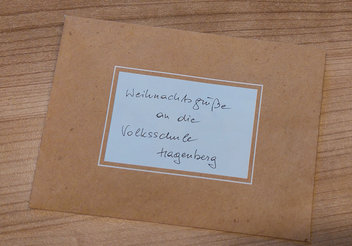 Weihnachtsgrüße
an die
Volksschule
Hagenberg